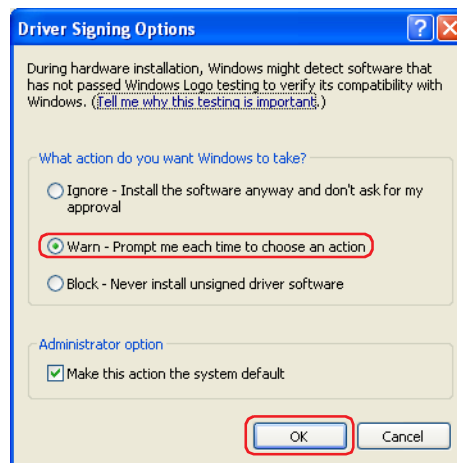 Driver Signing Options
During hardware installation, Windows might detect software that
has not passed Windows Logo testing to verify its compatibility with
Windows. (Tell me why this testing is important.)
What action do you want Windows to take?
Ignore - Install the software anyway and don't ask for my
approval
Warn - Prompt me each time to choose an action
Block - Never install unsigned driver software
Administrator option
Make this action the system default
OK Cancel